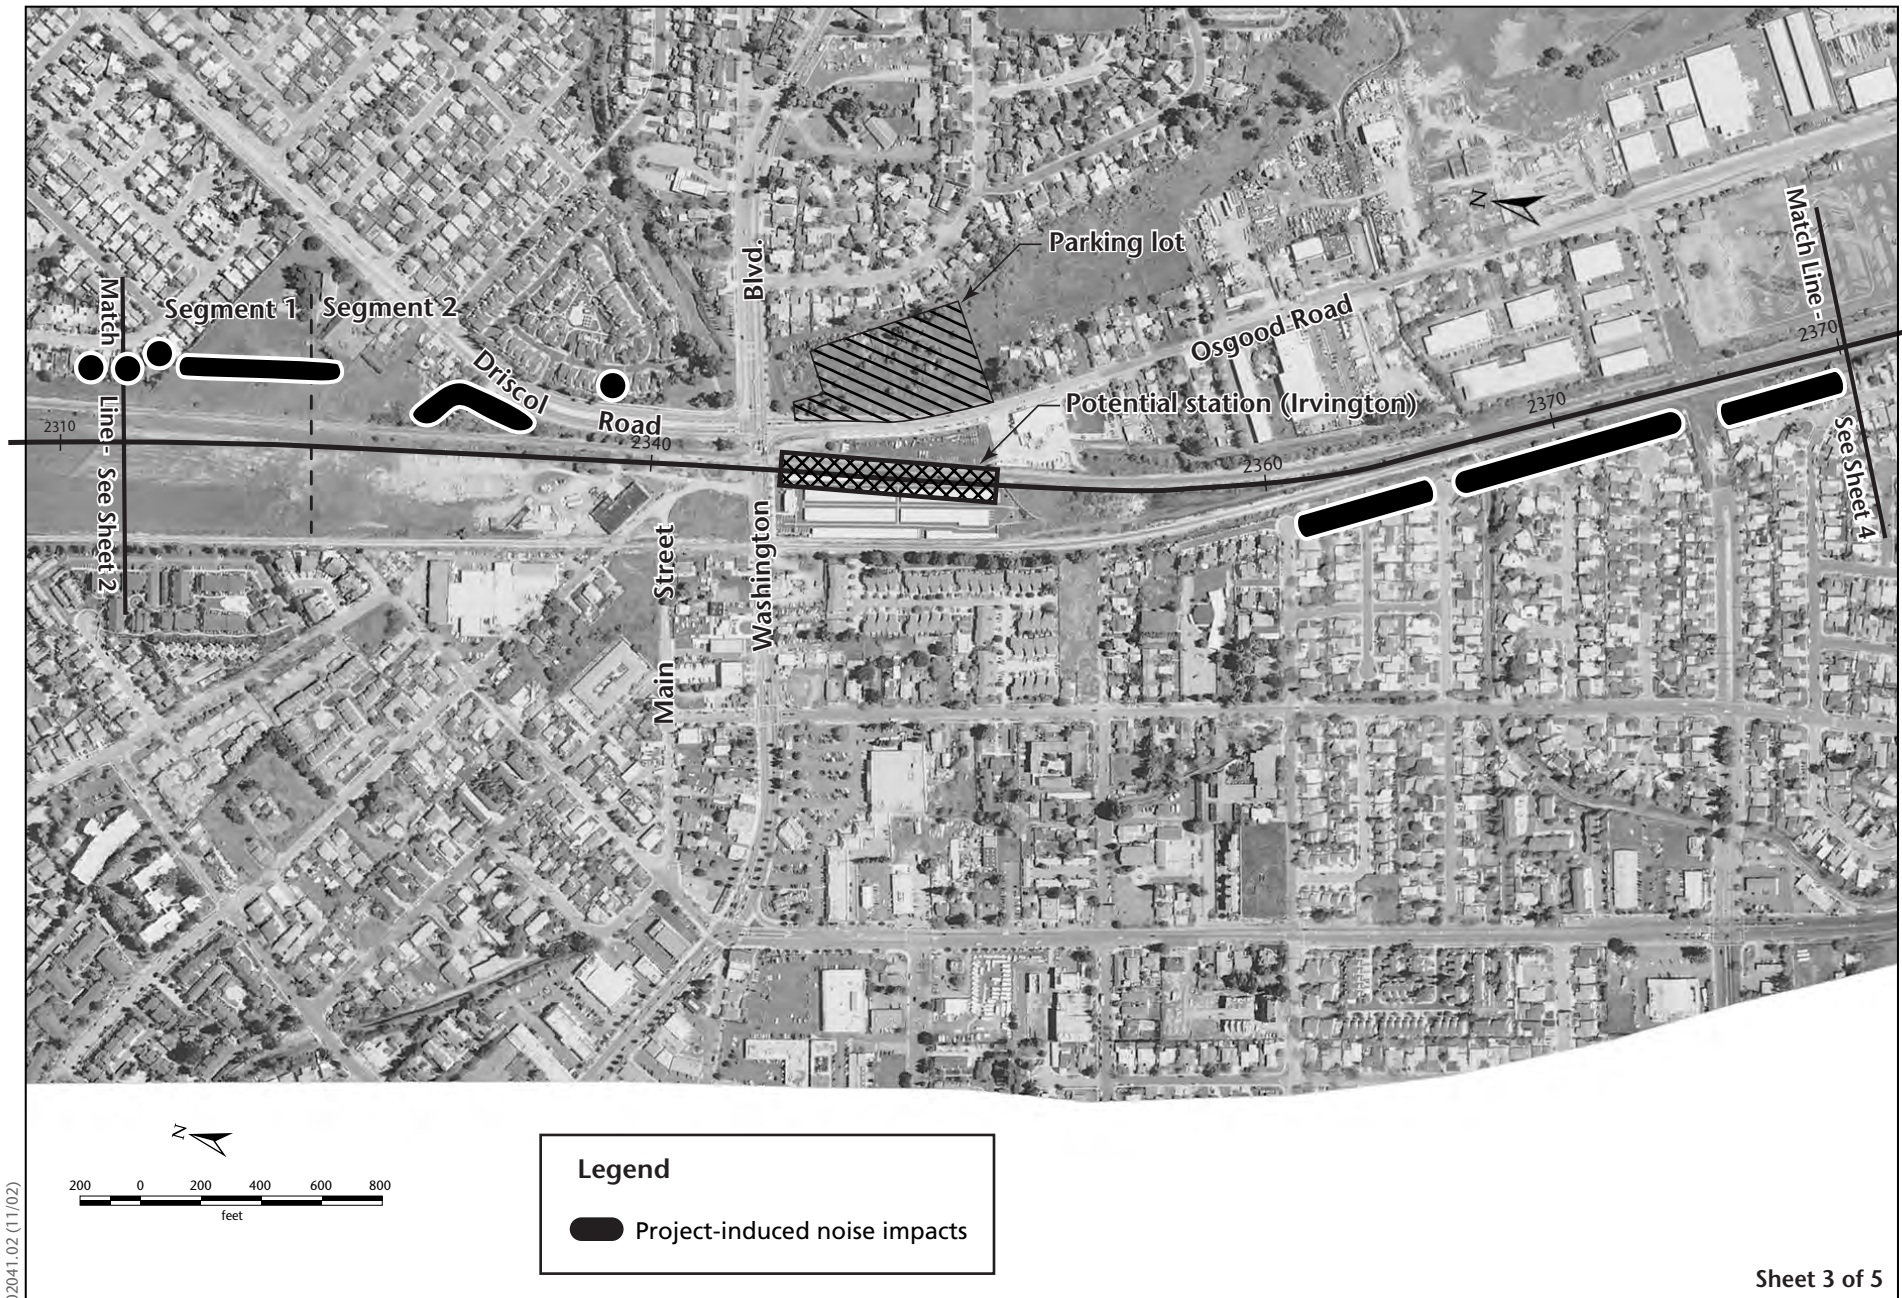 Blvd.
N
Match Line -
Parking lot
Match
Segment 1
Segment 2
Osgood Road
2370
Driscol
Road
Potential station (Irvington)
2370
2310
2340
2360
Line - See Sheet 2
See Sheet 4
Main Street
Washington
N
200 0 200 400 600 800
feet
Legend
Project-induced noise impacts
02041.02 (11/02)
Sheet 3 of 5